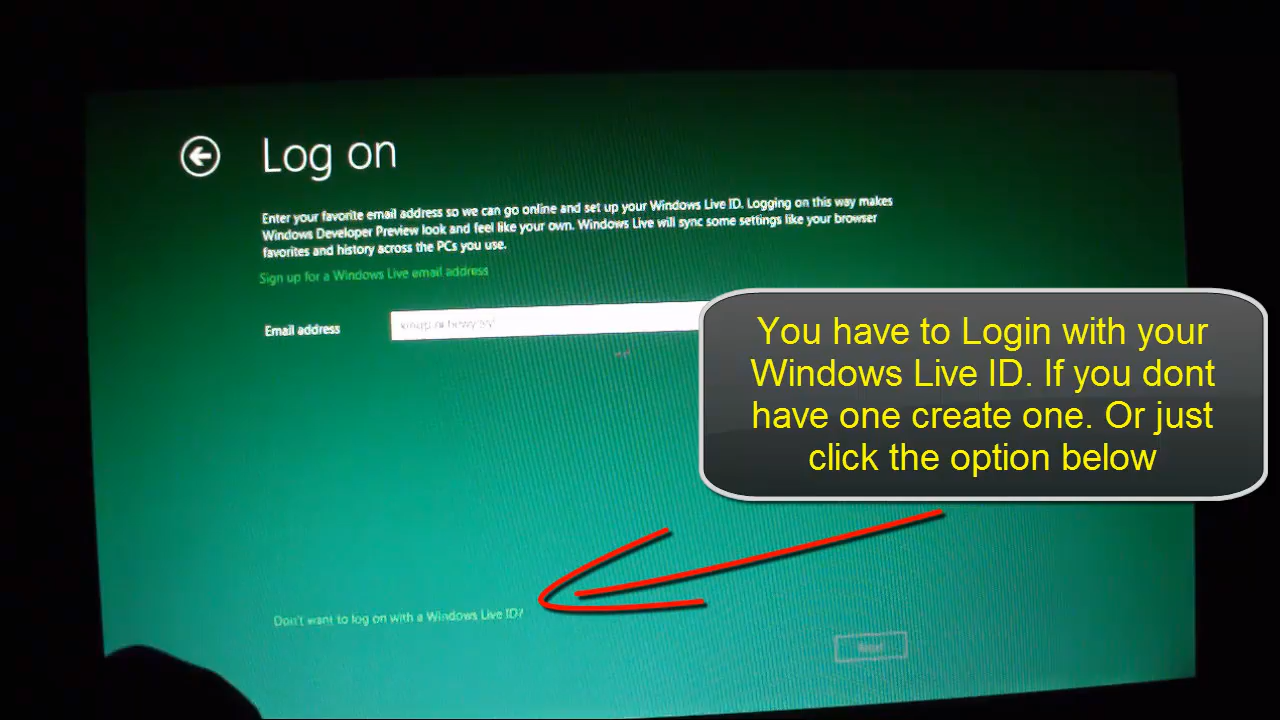 Log on
Enter your favorite email address so we can go online and set up your Windows Live ID. Logging on this way makes
Windows Developer Preview look and feel like your own. Windows Live will sync some settings like your browser
favorites and history across the PCs you use.
Sign up for a Windows Live email address
Email address
You have to Login with your
Windows Live ID. If you dont
have one create one. Or just
click the option below
Don't want to log on with a Windows Live ID?